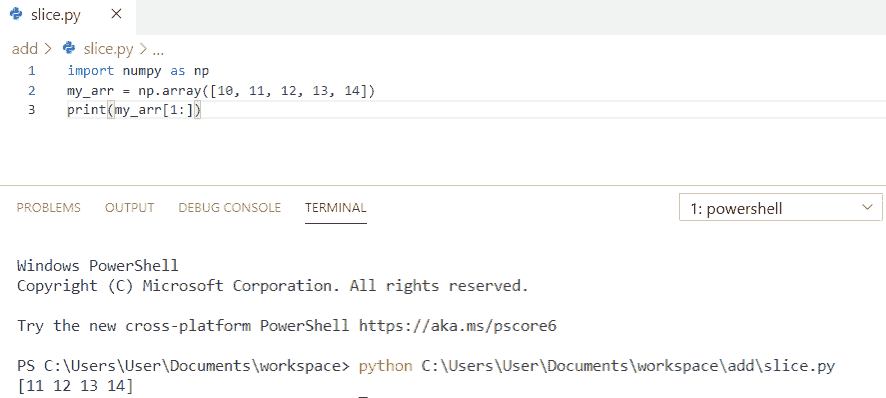 slice.py ×
add > slice.py > ...
1 import numpy as np
2 my_arr = np.array([10, 11, 12, 13, 14])
3 print(my_arr[1:])
PROBLEMS OUTPUT DEBUG CONSOLE TERMINAL 1: powershell
Windows PowerShell
Copyright (C) Microsoft Corporation. All rights reserved.
Try the new cross-platform PowerShell https://aka.ms/pscore6
PS C:\Users\User\Documents\workspace> python C:\Users\User\Documents\workspace\add\slice.py
[11 12 13 14]